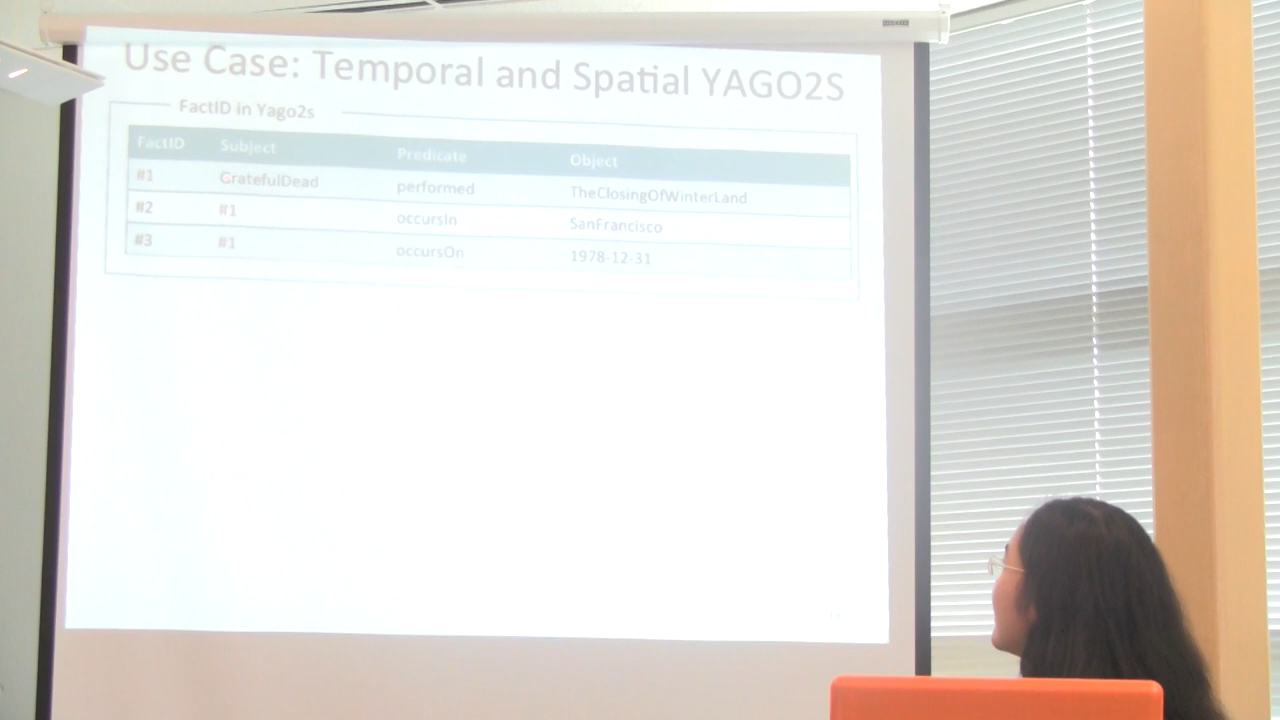 Use Case: Temporal and Spatial YAGO2S
FactID in Yago2s
FactID Subject Predicate Object
#1 GratefulDead performed TheClosingOfWinterLand
#2 #1 occursIn SanFrancisco
#3 #1 occursOn 1978-12-31